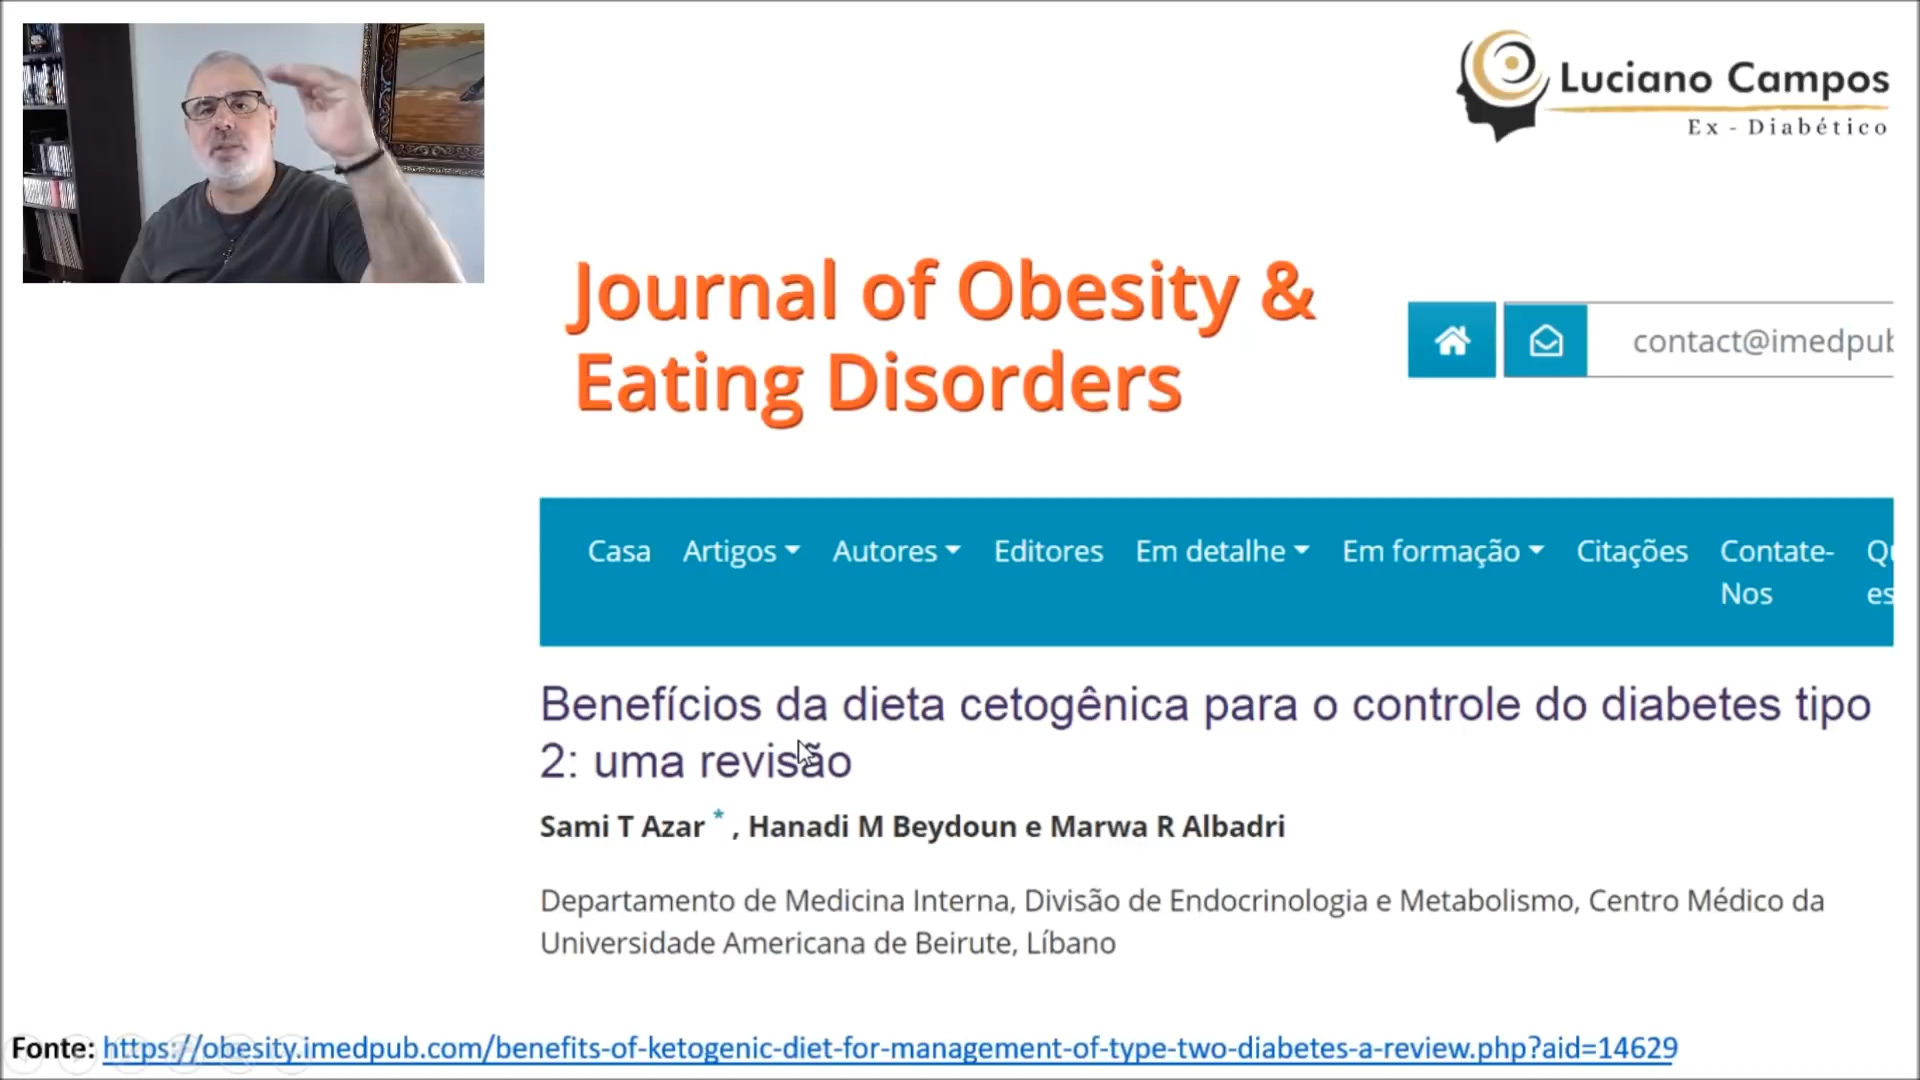 Luciano Campos
Ex - Diabético
Journal of Obesity &
Eating Disorders
contact@imedpub
Casa Artigos Autores Editores Em detalhe Em formação Citações Contate-
Nos
Benefícios da dieta cetogênica para o controle do diabetes tipo
2: uma revisão
Sami T Azar * , Hanadi M Beydoun e Marwa R Albadri
Departamento de Medicina Interna, Divisão de Endocrinologia e Metabolismo, Centro Médico da
Universidade Americana de Beirute, Líbano
Fonte: https://obesity.imedpub.com/benefits-of-ketogenic-diet-for-management-of-type-two-diabetes-a-review.php?aid=14629